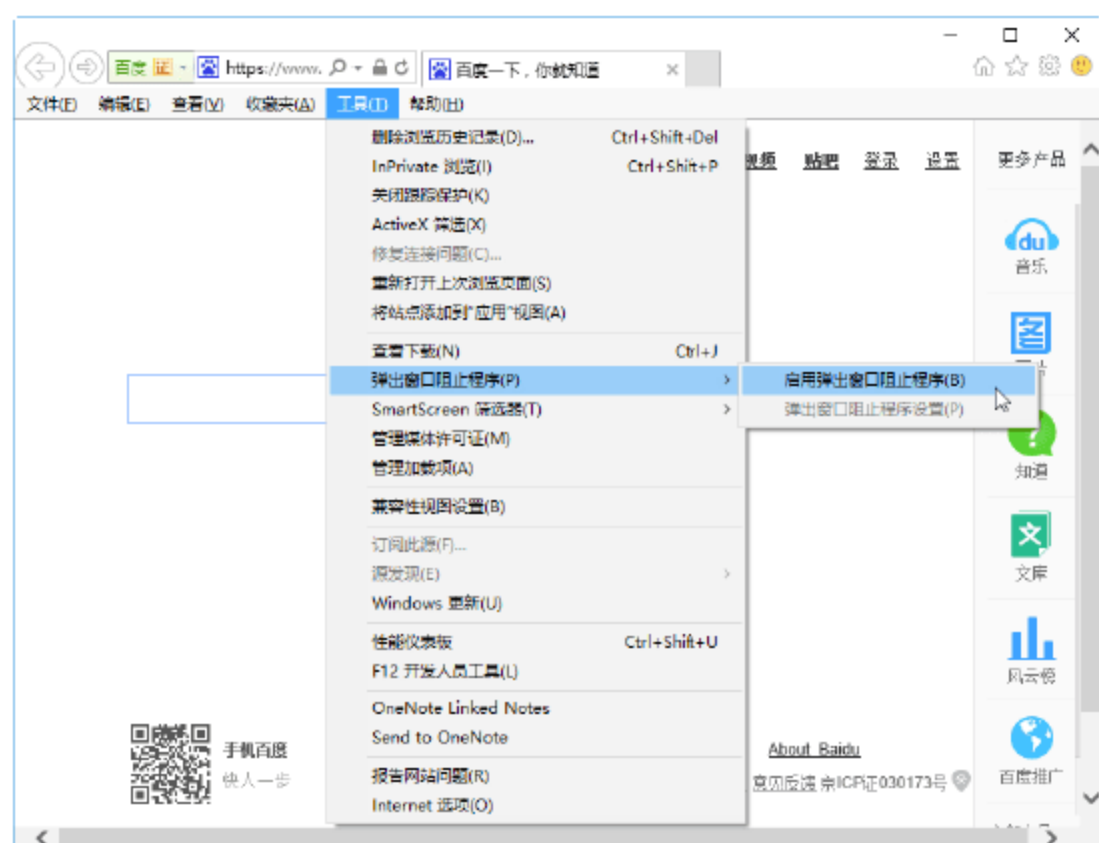 百度 证 https://www. 百度一下，你就知道
文件(F) 编辑(E) 查看(V) 收藏夹(A) 工具(T) 帮助(H)
删除浏览历史记录(D)... Ctrl+Shift+Del
InPrivate 浏览(I) Ctrl+Shift+P
关闭跟踪保护(K)
ActiveX 筛选(X)
修复连接问题(C)...
重新打开上次浏览页面(S)
将站点添加到"应用"视图(A)
查看下载(N) Ctrl+J
弹出窗口阻止程序(P)
SmartScreen 筛选器(T)
管理媒体许可证(M)
管理加载项(A)
兼容性视图设置(B)
订阅此源(F)...
源发现(E)
Windows 更新(U)
性能仪表板 Ctrl+Shift+U
F12 开发人员工具(L)
OneNote Linked Notes
Send to OneNote
报告网站问题(R)
Internet 选项(O)
启用弹出窗口阻止程序(B)
弹出窗口阻止程序设置(P)
视频 贴吧 登录 设置 更多产品
du
音乐
知道
文
文库
风云榜
百度推广
手机百度
快人一步
About Baidu
意见反馈 京ICP证030173号